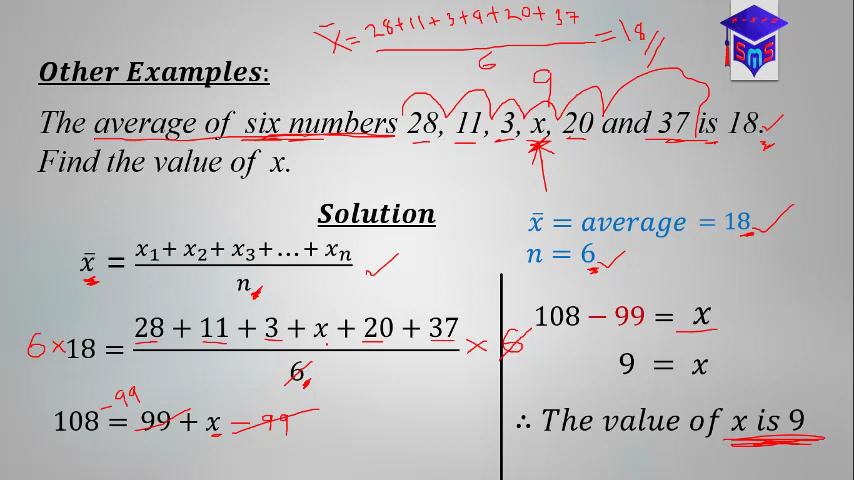 x̄ = 28+11+3+9+20+37 / 6 = 18 //
SMS
Other Examples:
9
The average of six numbers 28, 11, 3, x, 20 and 37 is 18.
Find the value of x.
Solution
x̄ = x₁+ x₂+ x₃+...+ xₙ / n
x̄ = average = 18
n = 6
6 × 18 = 28 + 11 + 3 + x + 20 + 37 / 6 × 6
−99 108 = 99 + x − 99
108 − 99 = x
9 = x
∴ The value of x is 9